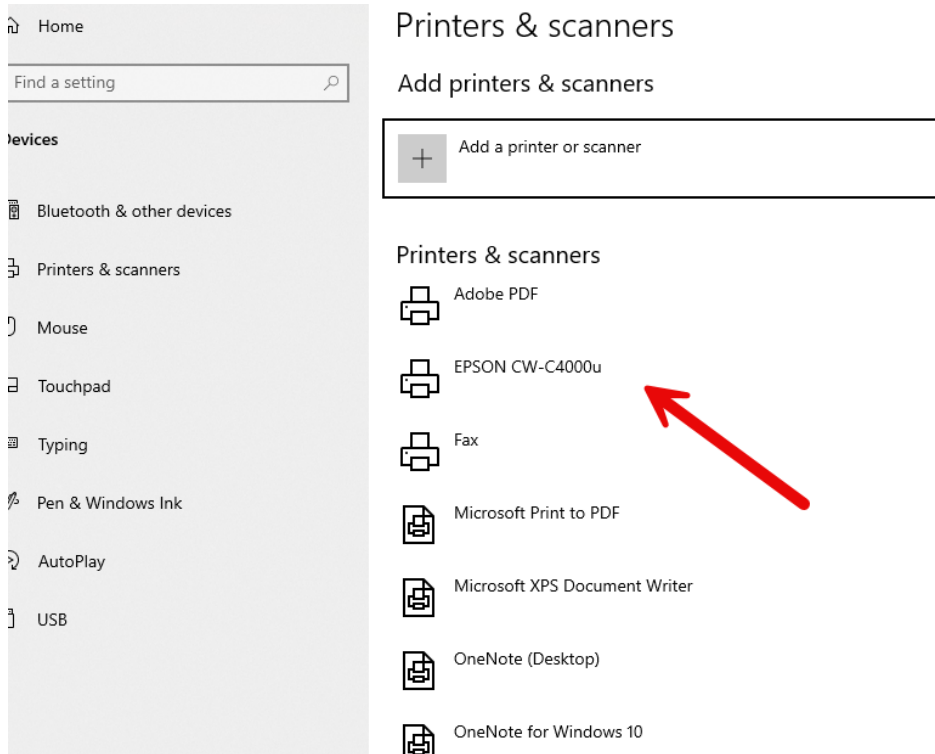 Home
Find a setting
Devices
Bluetooth & other devices
Printers & scanners
Mouse
Touchpad
Typing
Pen & Windows Ink
AutoPlay
USB
Printers & scanners
Add printers & scanners
Add a printer or scanner
Printers & scanners
Adobe PDF
EPSON CW-C4000u
Fax
Microsoft Print to PDF
Microsoft XPS Document Writer
OneNote (Desktop)
OneNote for Windows 10